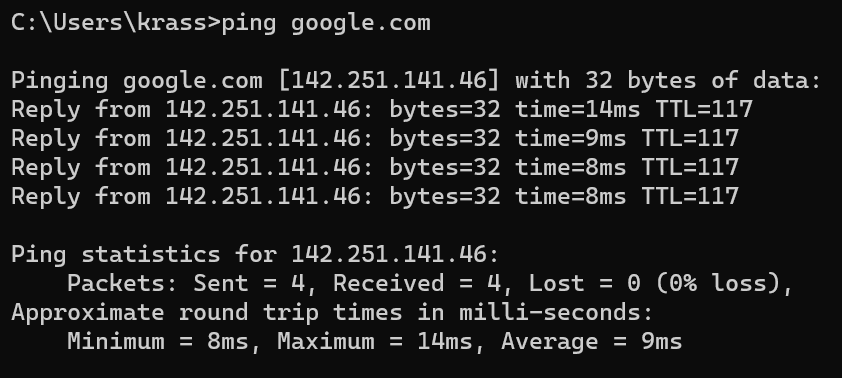 C:\Users\krass>ping google.com
Pinging google.com [142.251.141.46] with 32 bytes of data:
Reply from 142.251.141.46: bytes=32 time=14ms TTL=117
Reply from 142.251.141.46: bytes=32 time=9ms TTL=117
Reply from 142.251.141.46: bytes=32 time=8ms TTL=117
Reply from 142.251.141.46: bytes=32 time=8ms TTL=117
Ping statistics for 142.251.141.46:
    Packets: Sent = 4, Received = 4, Lost = 0 (0% loss),
Approximate round trip times in milli-seconds:
    Minimum = 8ms, Maximum = 14ms, Average = 9ms